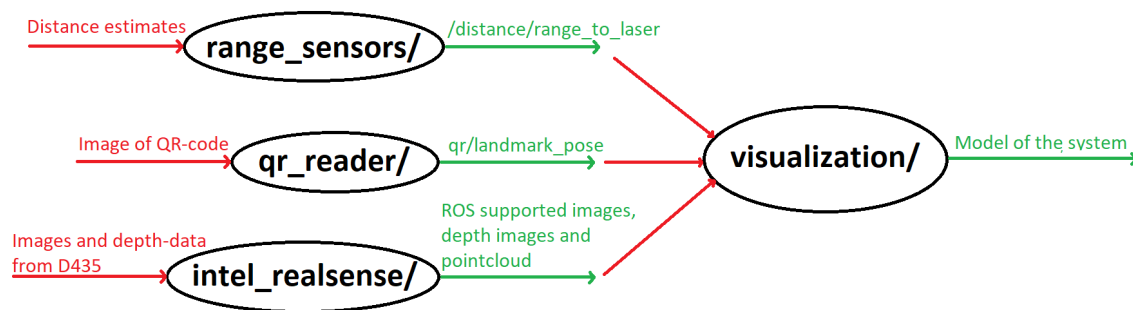 Distance estimates
range_sensors/
/distance/range_to_laser
Image of QR-code
qr_reader/
qr/landmark_pose
visualization/
Model of the system
Images and depth-data
from D435
intel_realsense/
ROS supported images,
depth images and
pointcloud